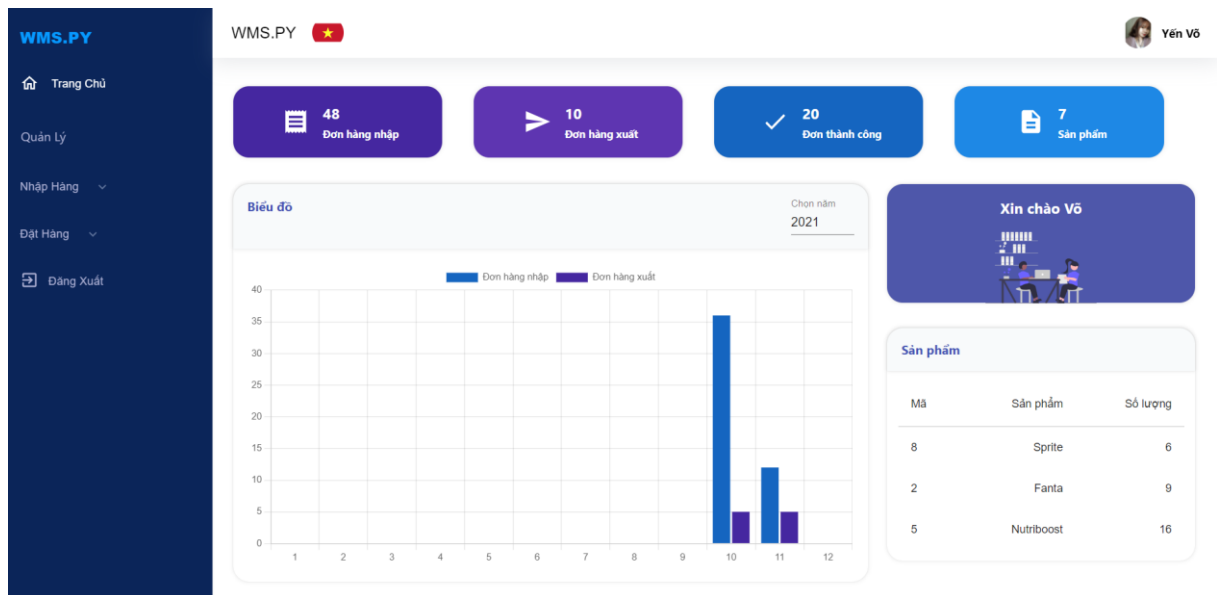 WMS.PY
Trang Chủ
Quản Lý
Nhập Hàng
Đặt Hàng
Đăng Xuất
WMS.PY
Yến Võ
48
Đơn hàng nhập
10
Đơn hàng xuất
20
Đơn thành công
7
Sản phẩm
Biểu đồ
Chọn năm
2021
Đơn hàng nhập Đơn hàng xuất
40
35
30
25
20
15
10
5
0
1 2 3 4 5 6 7 8 9 10 11 12
Xin chào Võ
Sản phẩm
Mã Sản phẩm Số lượng
8 Sprite 6
2 Fanta 9
5 Nutriboost 16